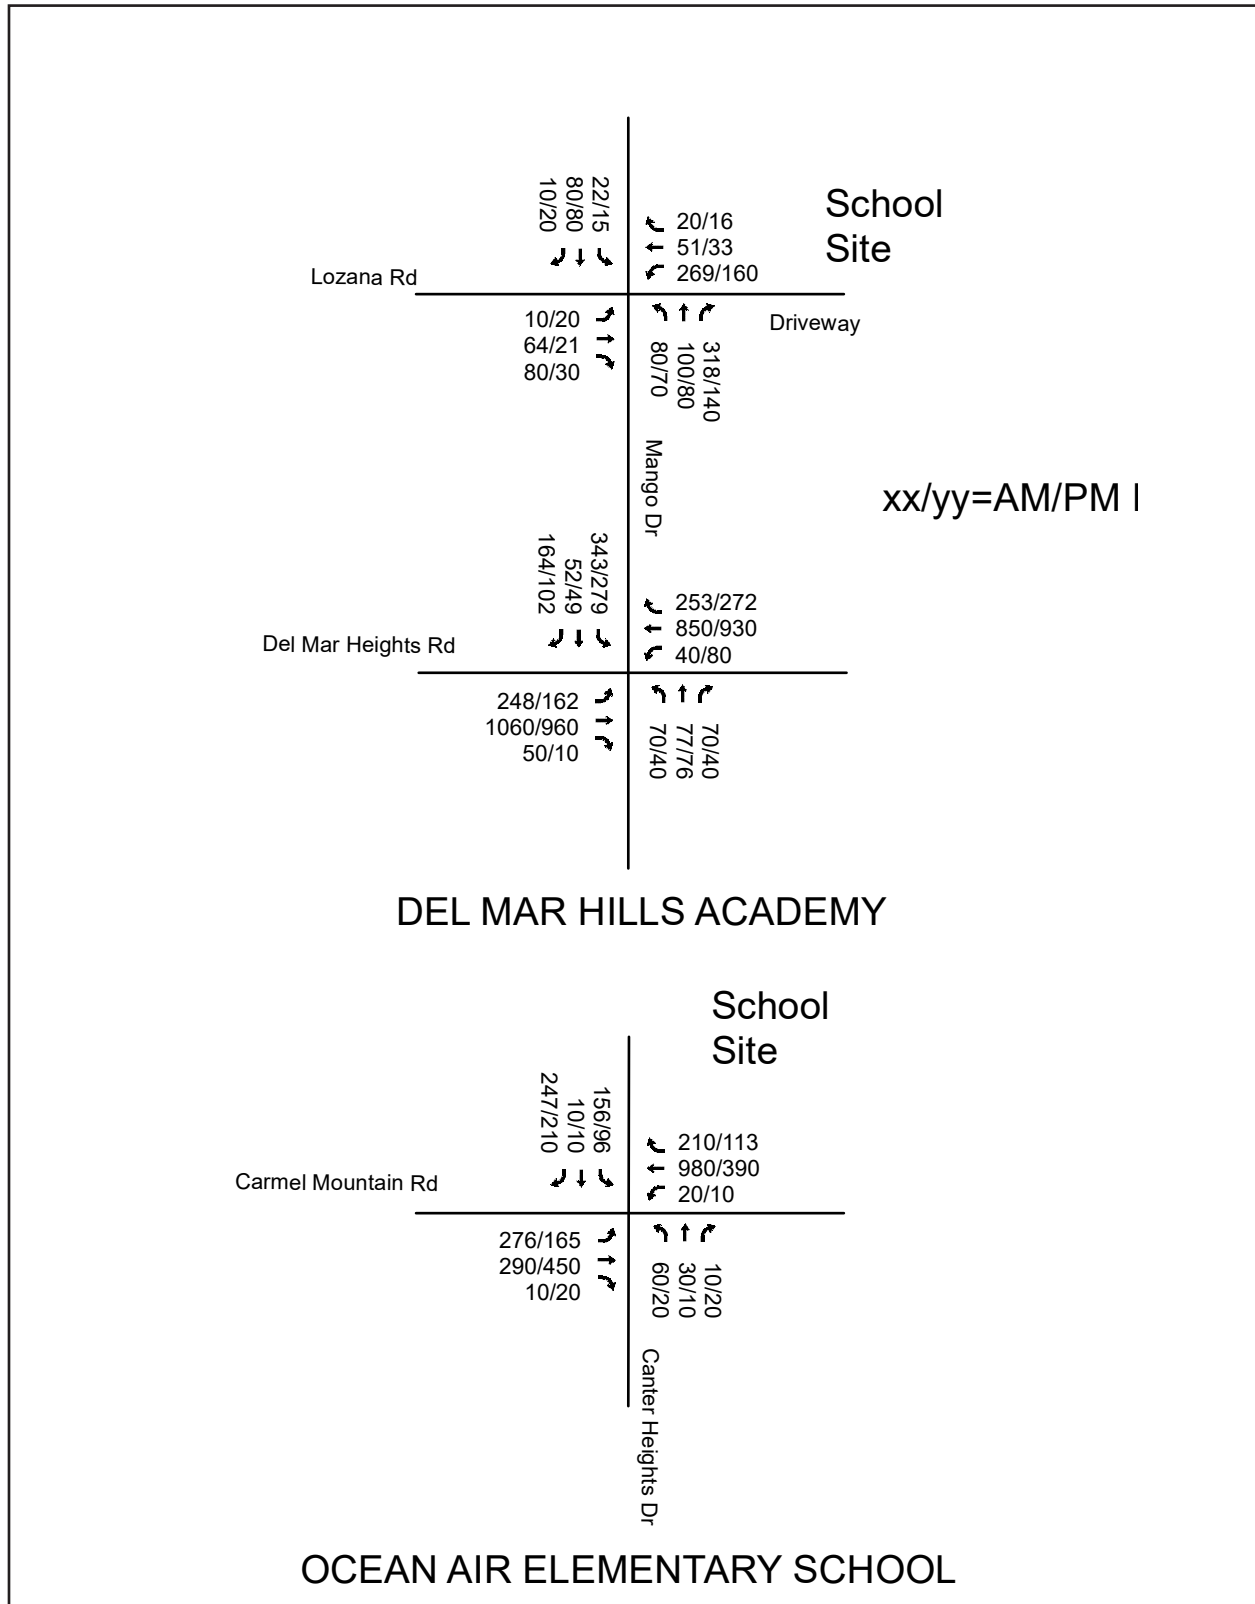 10/20
80/80
22/15
20/16
51/33
269/160
School
Site
Lozana Rd
10/20
64/21
80/30
80/70
100/80
318/140
Driveway
Mango Dr
xx/yy=AM/PM
164/102
52/49
343/279
253/272
850/930
40/80
Del Mar Heights Rd
248/162
1060/960
50/10
70/40
77/76
70/40
DEL MAR HILLS ACADEMY
School
Site
247/210
10/10
156/96
210/113
980/390
20/10
Carmel Mountain Rd
276/165
290/450
10/20
60/20
30/10
10/20
Canter Heights Dr
OCEAN AIR ELEMENTARY SCHOOL